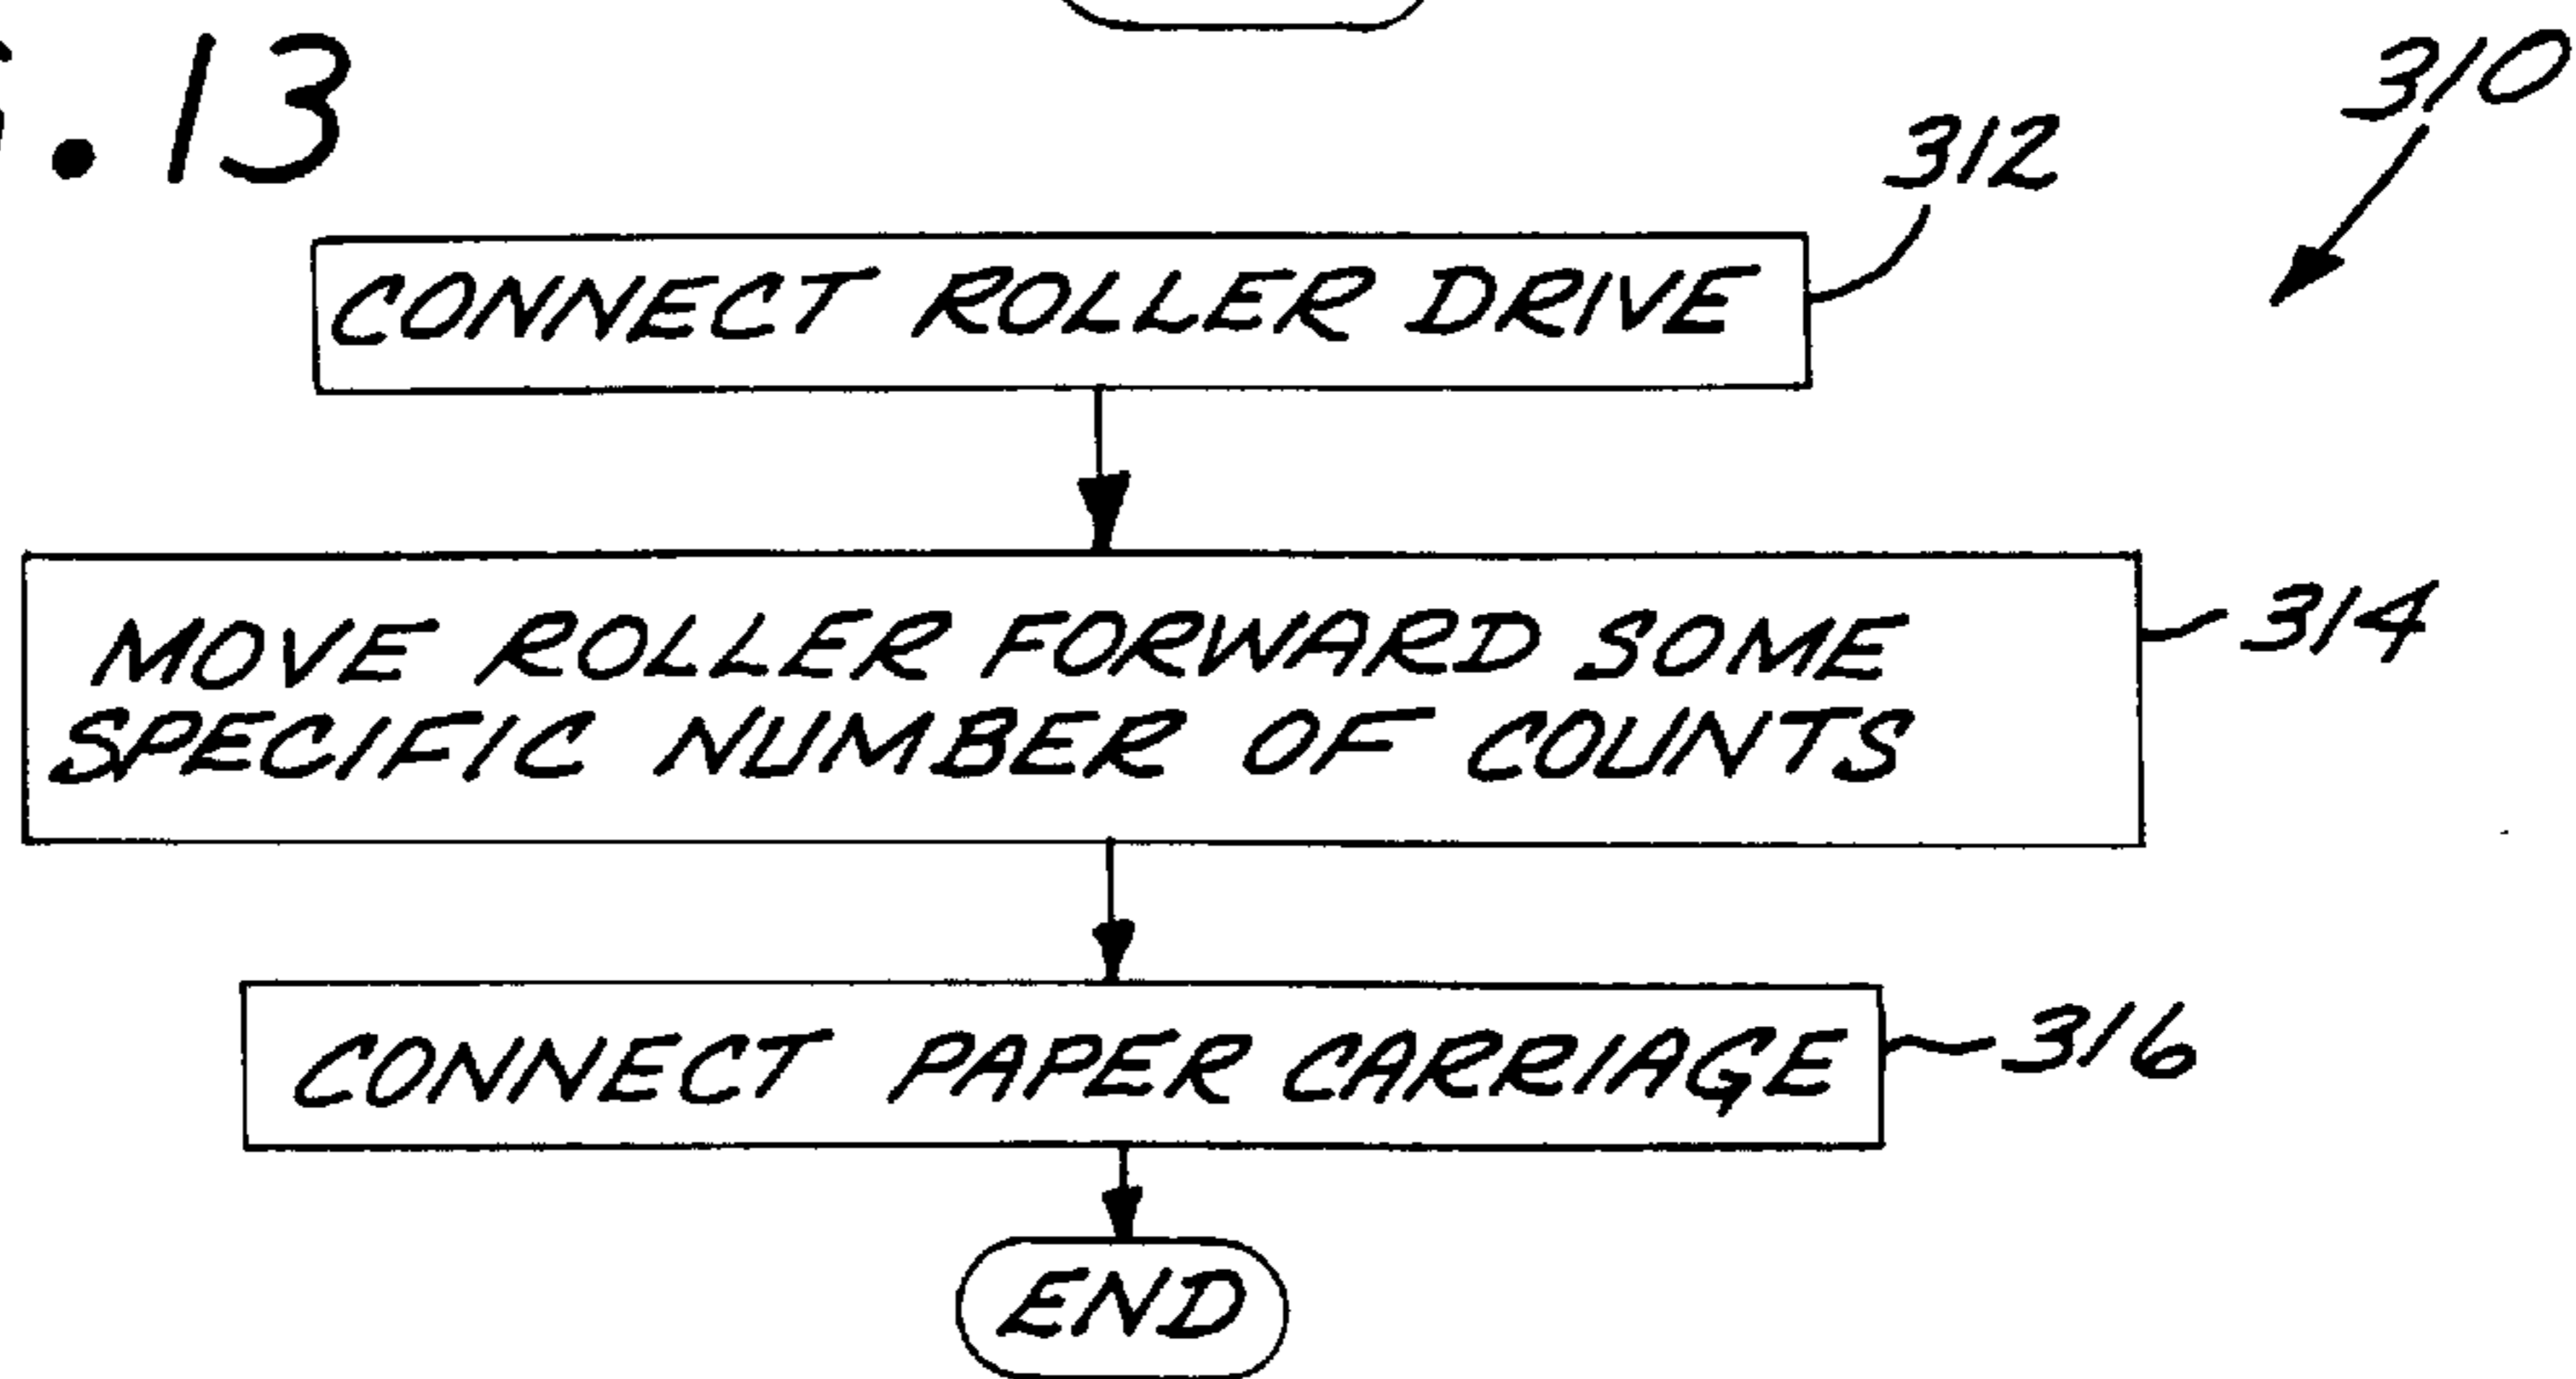 . 13
310
312
CONNECT ROLLER DRIVE
MOVE ROLLER FORWARD SOME
SPECIFIC NUMBER OF COUNTS
314
CONNECT PAPER CARRIAGE
316
END